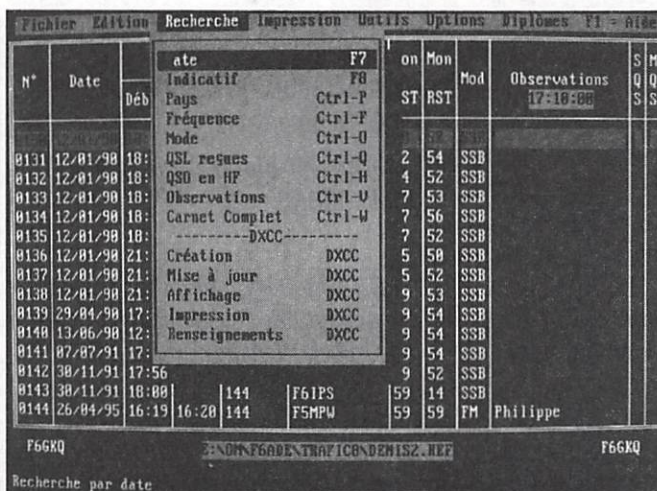 Fichier Edition Recherche Impression Outils Options Diplômes F1 = Aide
ate F7
Indicatif F8
Pays Ctrl-P
Fréquence Ctrl-F
Mode Ctrl-O
QSL reçues Ctrl-Q
QSO en HF Ctrl-H
Observations Ctrl-V
Carnet Complet Ctrl-W
---------DXCC---------
Création DXCC
Mise à jour DXCC
Affichage DXCC
Impression DXCC
Renseignements DXCC
N° Date Déb on ST Mon RST Mod Observations S Q S M Q S
17:10:00
0131 12/01/90 18: 2 54 SSB
0132 12/01/90 18: 4 52 SSB
0133 12/01/90 18: 7 53 SSB
0134 12/01/90 18: 7 56 SSB
0135 12/01/90 18: 7 52 SSB
0136 12/01/90 21: 5 50 SSB
0137 12/01/90 21: 5 52 SSB
0138 12/01/90 21: 9 53 SSB
0139 29/04/90 17: 9 54 SSB
0140 13/06/90 12: 9 54 SSB
0141 07/07/91 17: 9 54 SSB
0142 30/11/91 17:56 9 52 SSB
0143 30/11/91 18:00 144 F6IPS 59 14 SSB
0144 26/04/95 16:19 16:20 144 F5MPW 59 59 FM Philippe
F6GKQ F6GKQ
Recherche par date